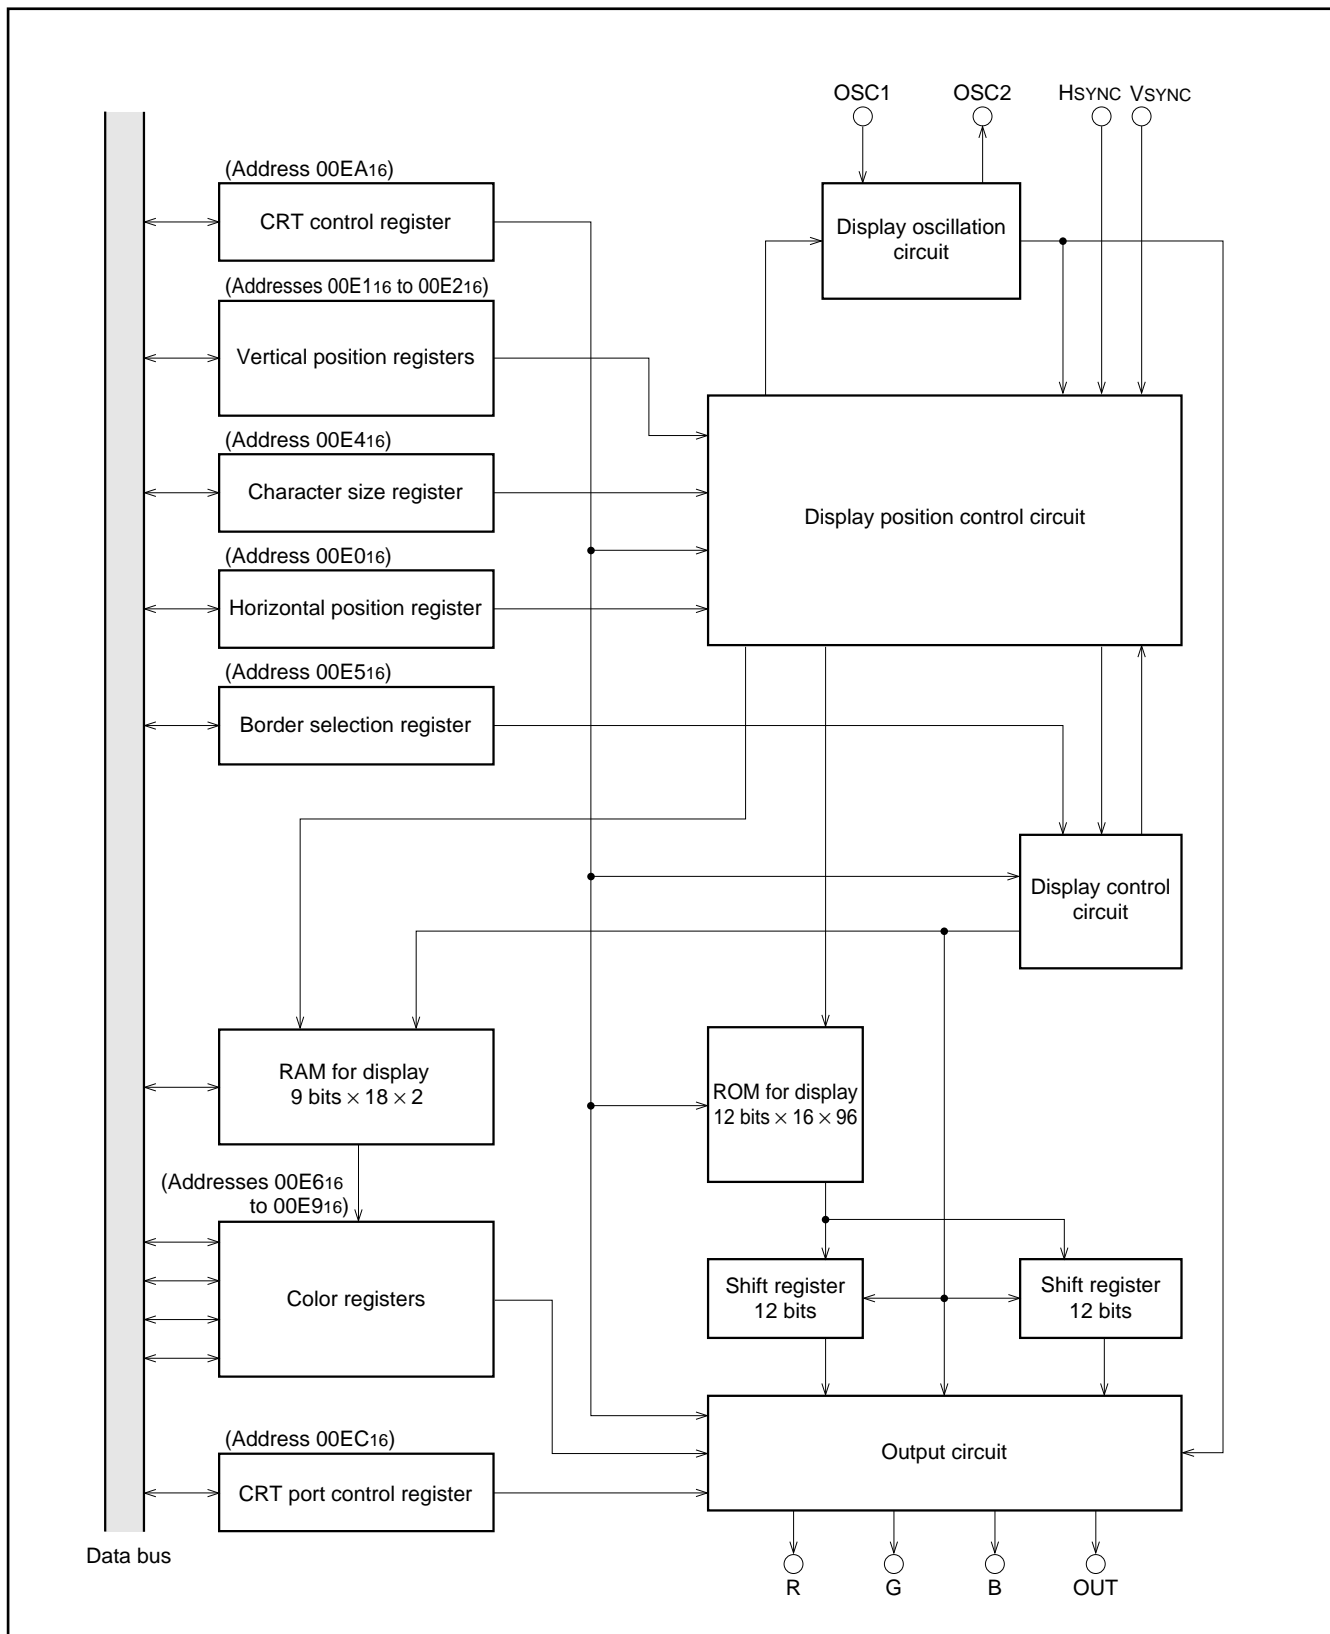 OSC1 OSC2 HSYNC VSYNC
(Address 00EA16)
CRT control register
Display oscillation
circuit
(Addresses 00E116 to 00E216)
Vertical position registers
(Address 00E416)
Character size register
Display position control circuit
(Address 00E016)
Horizontal position register
(Address 00E516)
Border selection register
Display control
circuit
RAM for display
9 bits × 18 × 2
ROM for display
12 bits × 16 × 96
(Addresses 00E616
to 00E916)
Color registers
Shift register
12 bits
Shift register
12 bits
(Address 00EC16)
CRT port control register
Output circuit
Data bus
R G B OUT